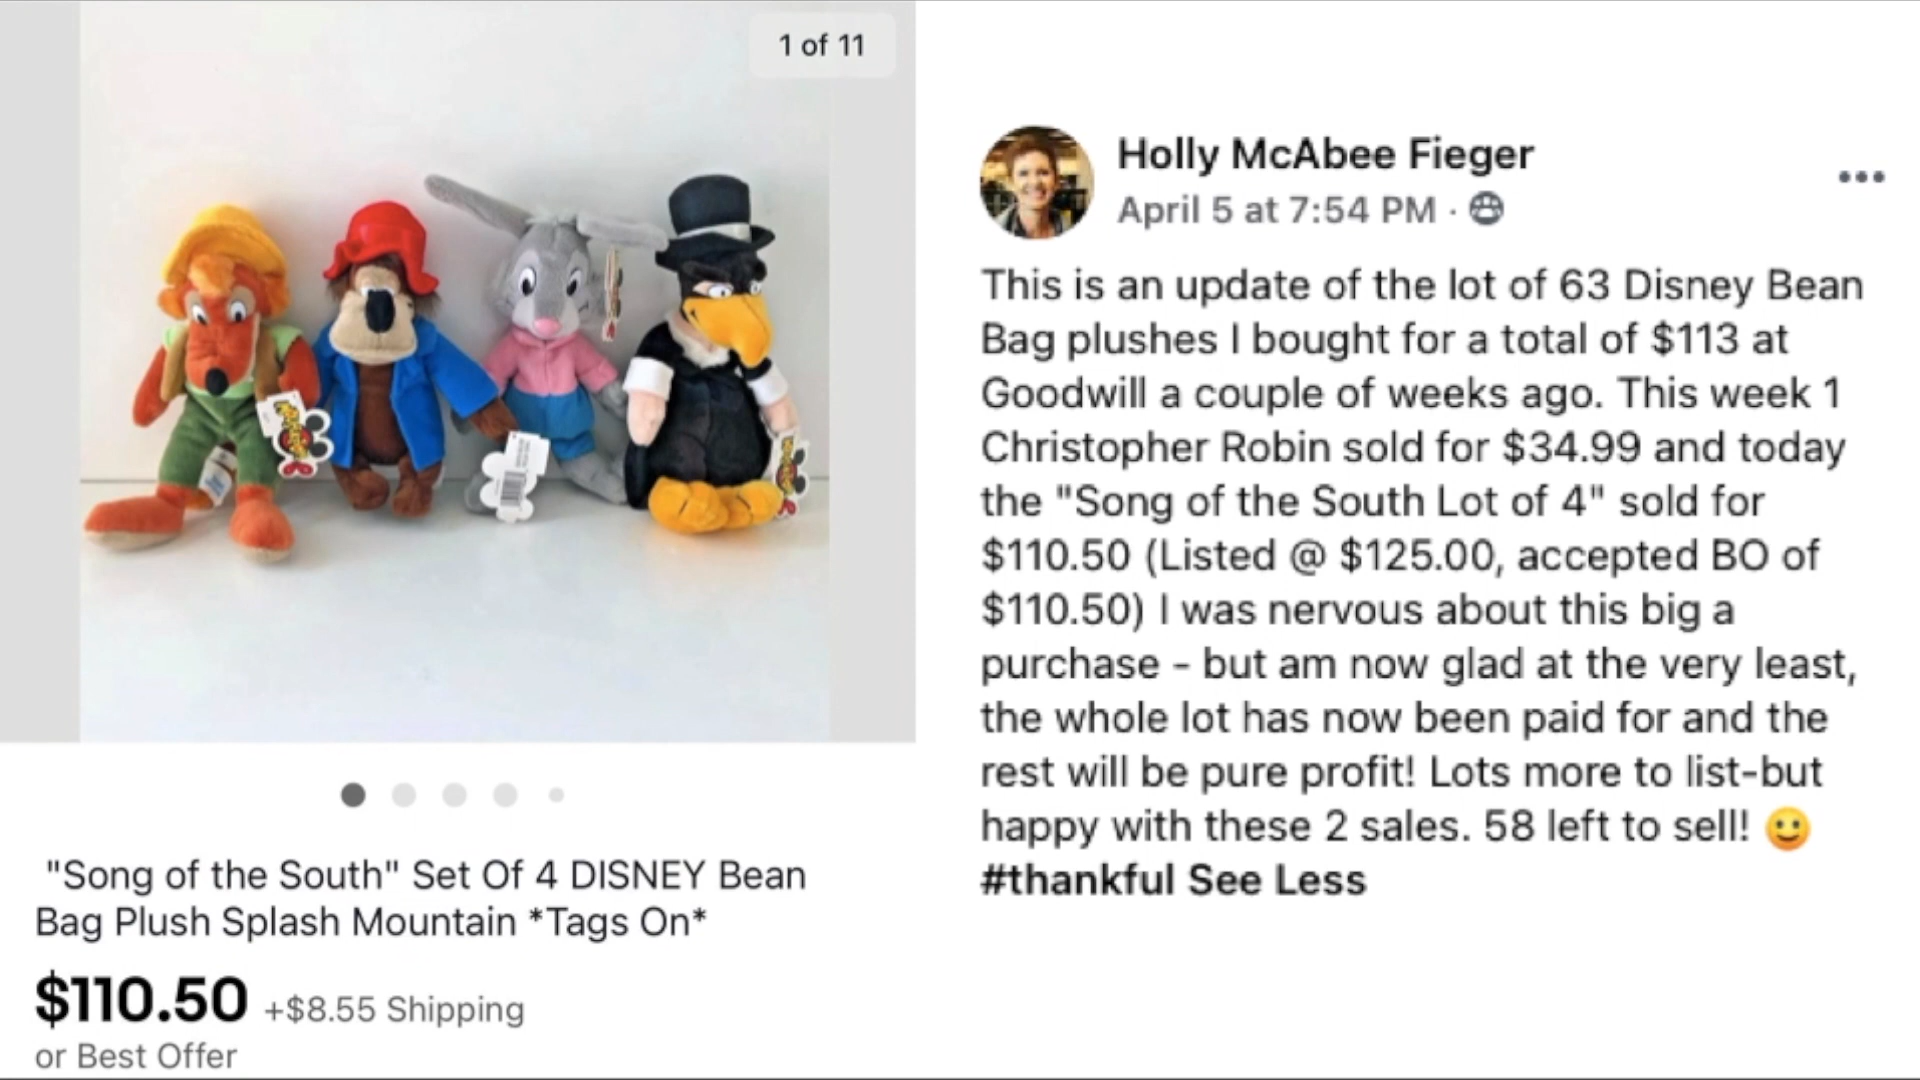 1 of 11
"Song of the South" Set Of 4 DISNEY Bean
Bag Plush Splash Mountain *Tags On*
$110.50 +$8.55 Shipping
or Best Offer
Holly McAbee Fieger
April 5 at 7:54 PM ·
This is an update of the lot of 63 Disney Bean
Bag plushes I bought for a total of $113 at
Goodwill a couple of weeks ago. This week 1
Christopher Robin sold for $34.99 and today
the "Song of the South Lot of 4" sold for
$110.50 (Listed @ $125.00, accepted BO of
$110.50) I was nervous about this big a
purchase - but am now glad at the very least,
the whole lot has now been paid for and the
rest will be pure profit! Lots more to list-but
happy with these 2 sales. 58 left to sell! 🙂
#thankful See Less